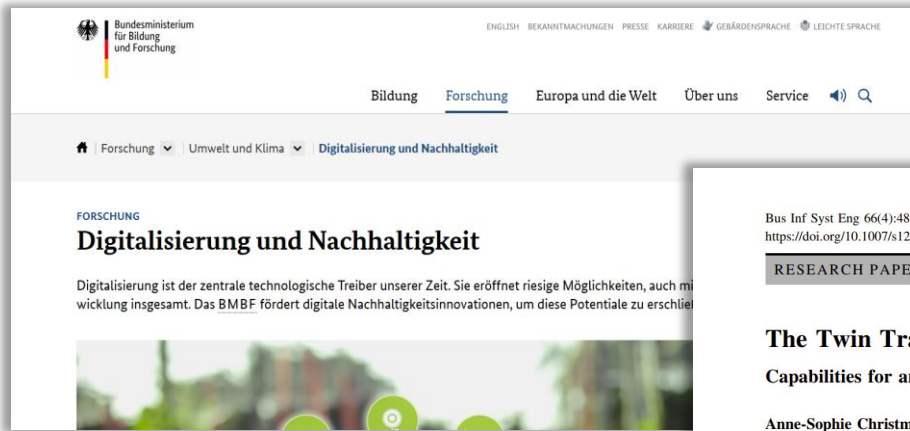 Bundesministerium
für Bildung
und Forschung
ENGLISH BEKANNTMACHUNGEN PRESSE KARRIERE GEBÄRDENSPRACHE LEICHTE SPRACHE
Bildung Forschung Europa und die Welt Über uns Service
Forschung Umwelt und Klima Digitalisierung und Nachhaltigkeit
FORSCHUNG
Digitalisierung und Nachhaltigkeit
Digitalisierung ist der zentrale technologische Treiber unserer Zeit. Sie eröffnet riesige Möglichkeiten, auch
wicklung insgesamt. Das BMBF fördert digitale Nachhaltigkeitsinnovationen, um diese Potentiale zu
Bus Inf Syst Eng 66(4):48
https://doi.org/10.1007/s12
RESEARCH PAPE
The Twin Tra
Capabilities for a
Anne-Sophie Christm